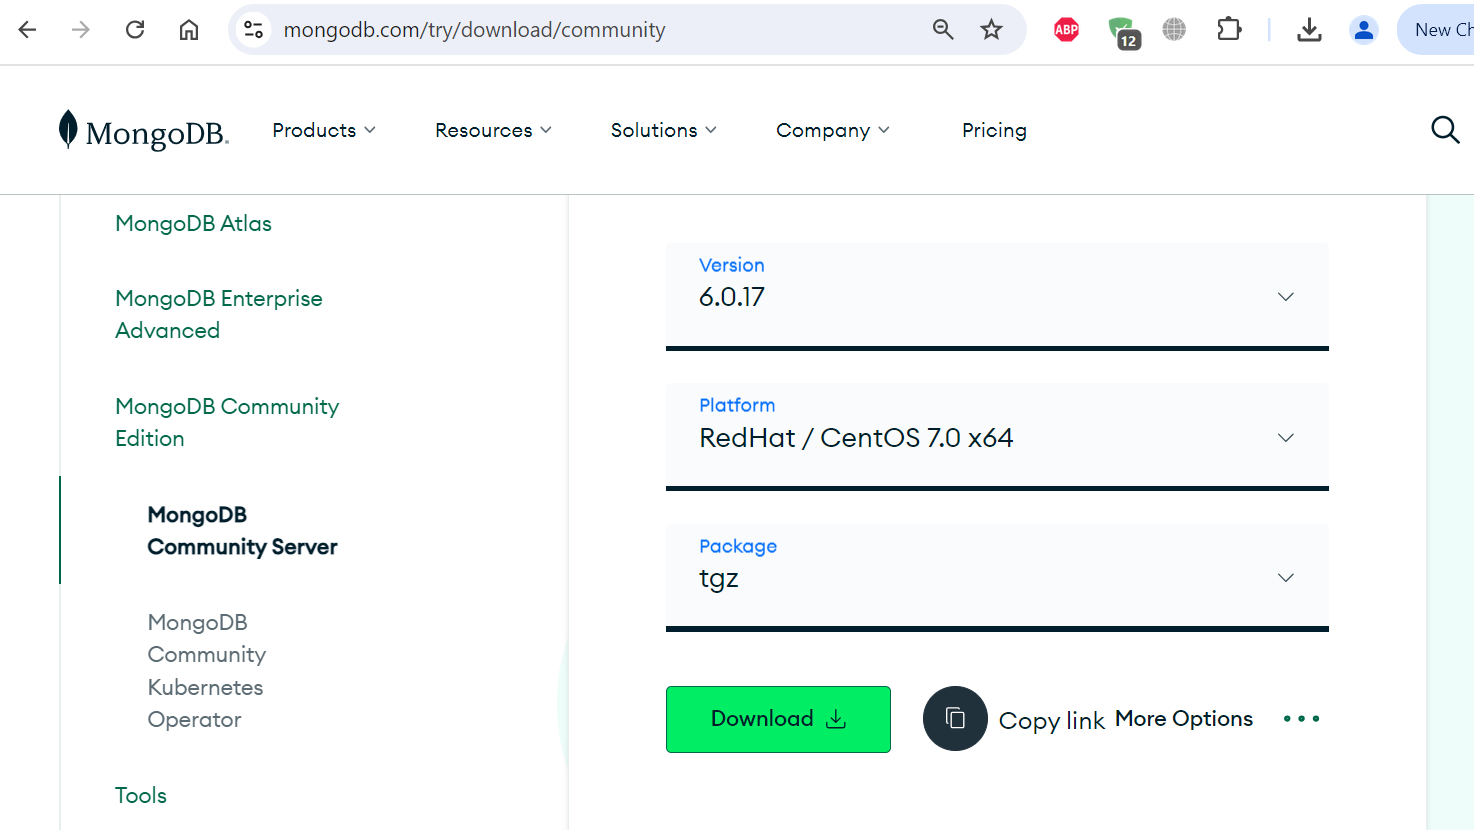 mongodb.com/try/download/community
ABP
12
New Ch
MongoDB.
Products
Resources
Solutions
Company
Pricing
MongoDB Atlas
MongoDB Enterprise
Advanced
MongoDB Community
Edition
MongoDB
Community Server
MongoDB
Community
Kubernetes
Operator
Tools
Version
6.0.17
Platform
RedHat / CentOS 7.0 x64
Package
tgz
Download
Copy link
More Options